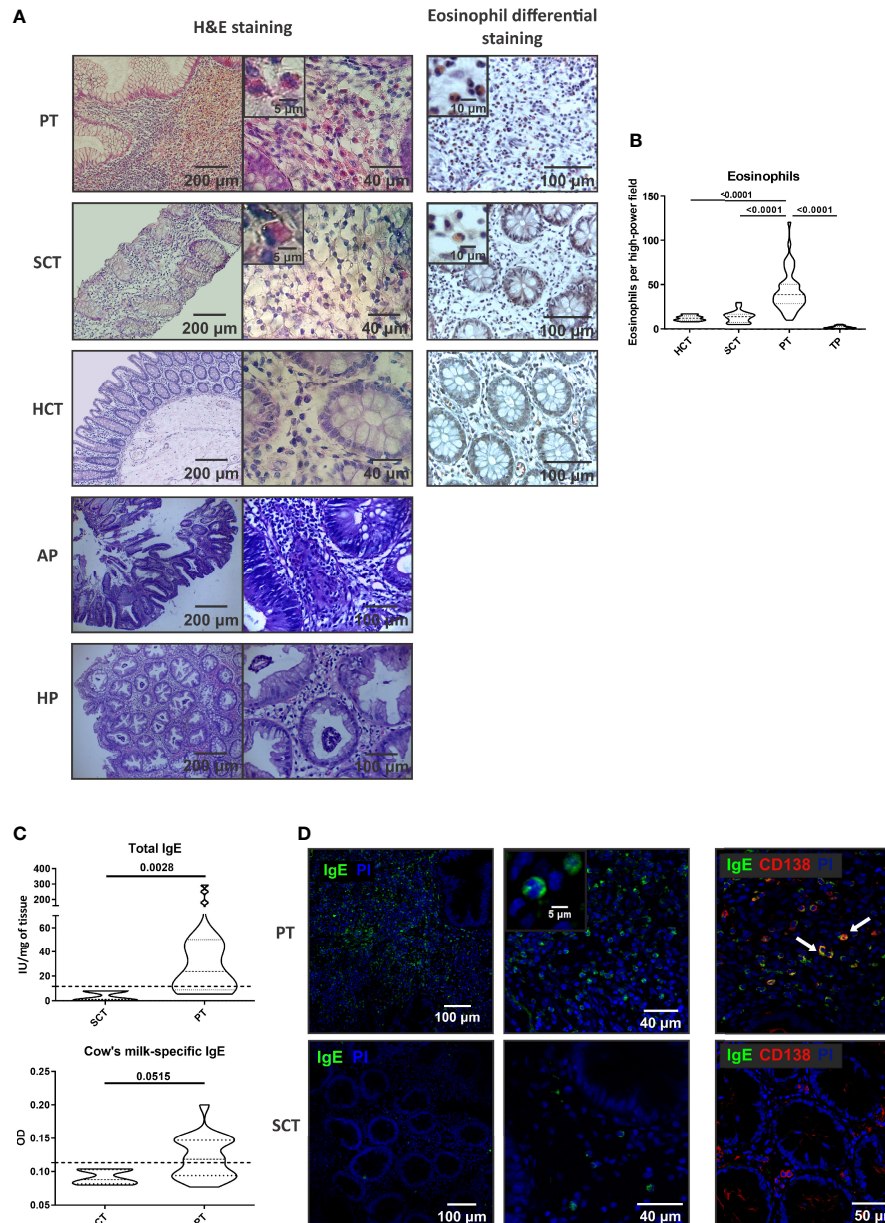 A
H&E staining
Eosinophil differential
staining
PT
5 µm
200 µm
40 µm
10 µm
100 µm
SCT
5 µm
200 µm
40 µm
10 µm
100 µm
HCT
200 µm
40 µm
100 µm
AP
200 µm
100 µm
HP
200 µm
100 µm
B
Eosinophils
<0.0001
<0.0001
<0.0001
Eosinophils per high-power field
150
100
50
0
HCT
SCT
PT
TP
C
Total IgE
0.0028
IU/mg of tissue
400
300
200
60
40
20
0
SCT
PT
Cow's milk-specific IgE
0.0515
OD
0.25
0.20
0.15
0.10
0.05
CT
PT
D
PT
IgE PI
100 µm
5 µm
40 µm
IgE CD138 PI
SCT
IgE PI
100 µm
40 µm
IgE CD138 PI
50 µm